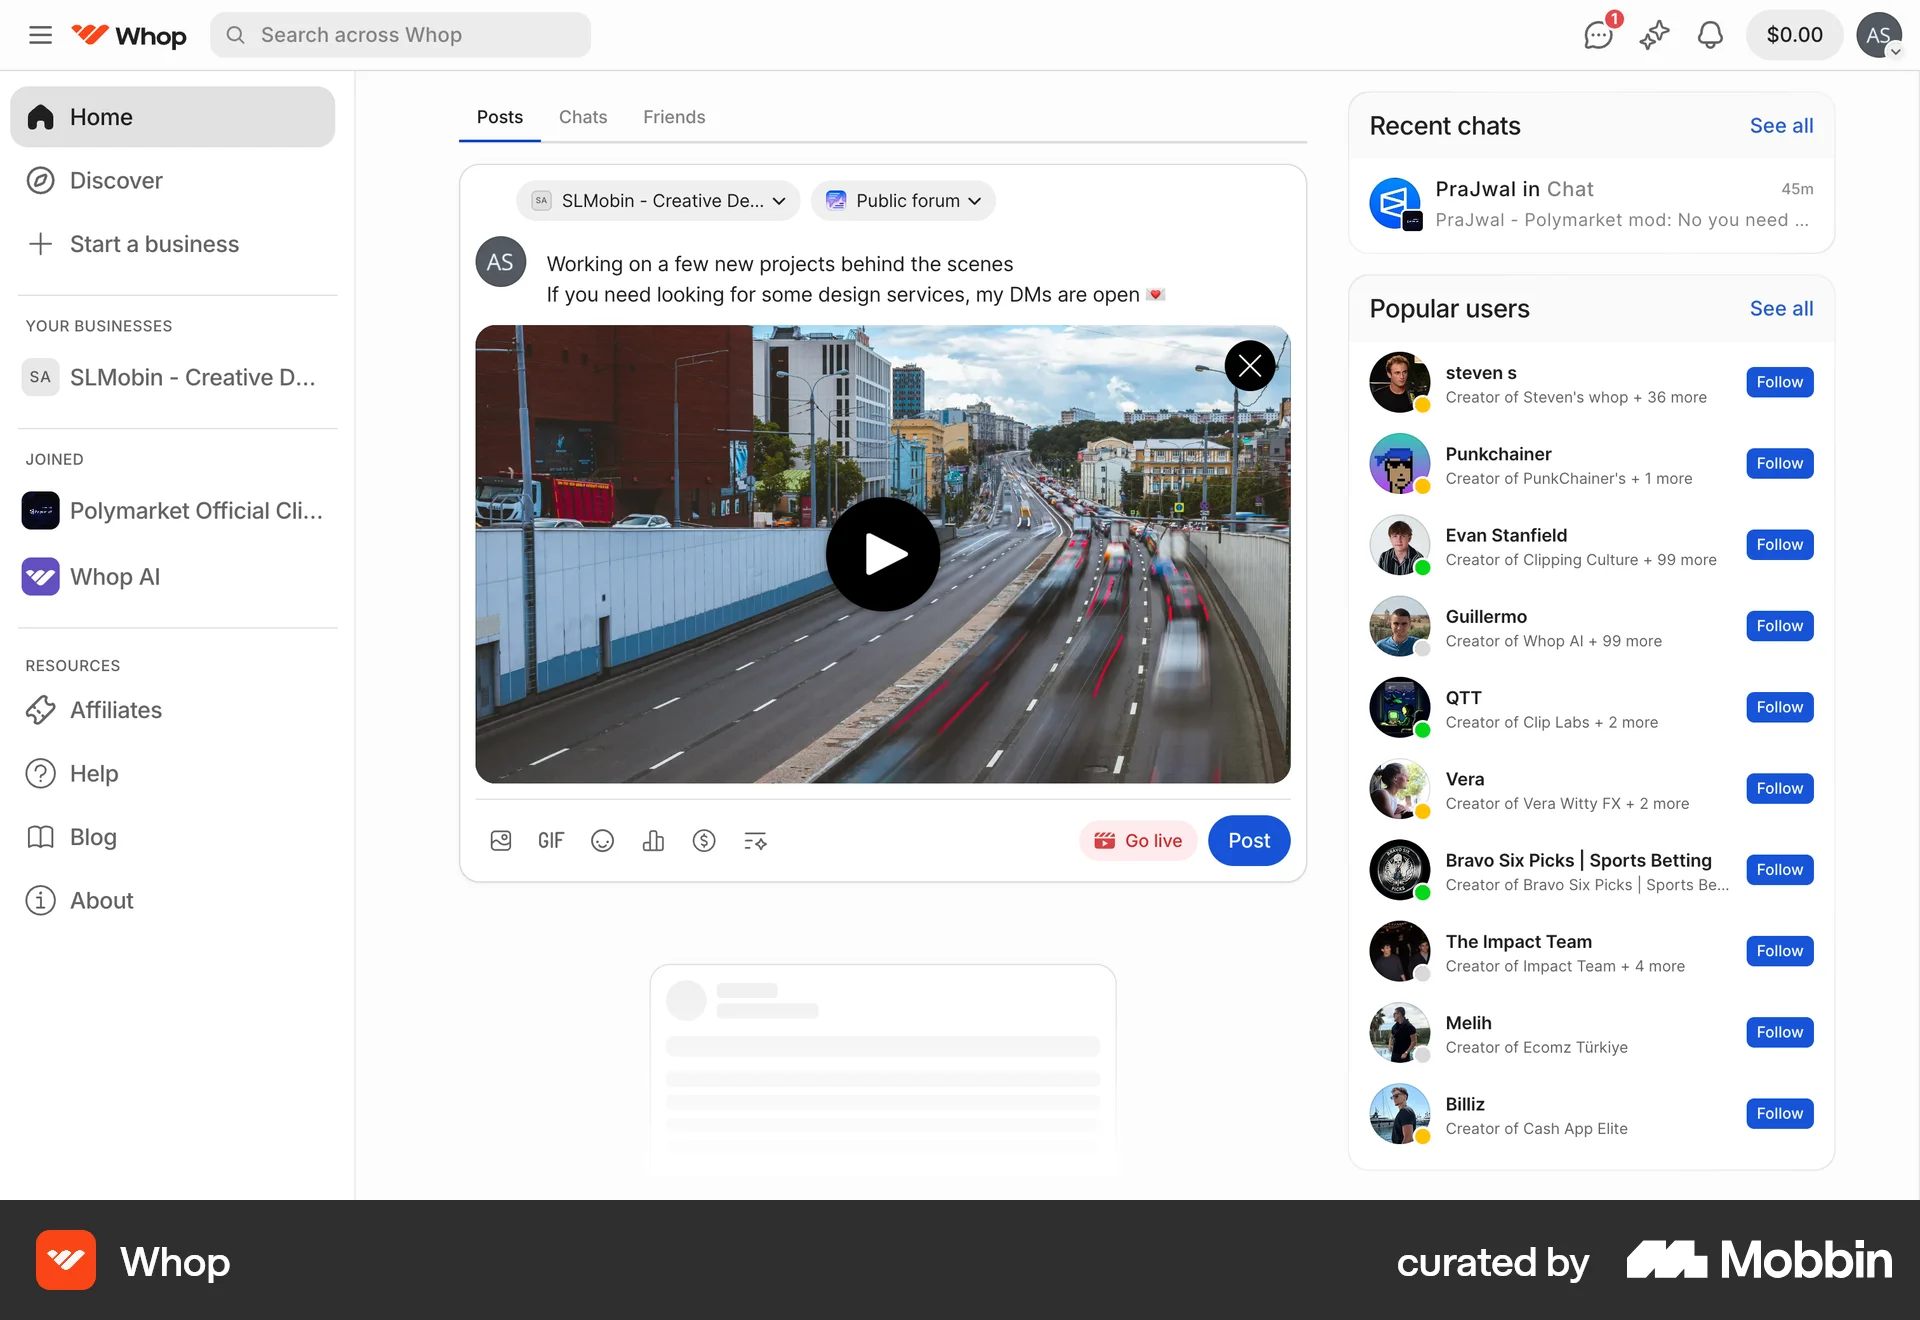 Whop
Search across Whop
1
$0.00
AS
Home
Discover
Start a business
YOUR BUSINESSES
SA
SLMobin - Creative D...
JOINED
Polymarket Official Cli...
Whop AI
RESOURCES
Affiliates
Help
Blog
About
Posts
Chats
Friends
SA
SLMobin - Creative De...
Public forum
AS
Working on a few new projects behind the scenes
If you need looking for some design services, my DMs are open 💌
GIF
Go live
Post
Recent chats
See all
PraJwal in Chat
45m
PraJwal - Polymarket mod: No you need ...
Popular users
See all
steven s
Creator of Steven's whop + 36 more
Follow
Punkchainer
Creator of PunkChainer's + 1 more
Follow
Evan Stanfield
Creator of Clipping Culture + 99 more
Follow
Guillermo
Creator of Whop AI + 99 more
Follow
QTT
Creator of Clip Labs + 2 more
Follow
Vera
Creator of Vera Witty FX + 2 more
Follow
Bravo Six Picks | Sports Betting
Creator of Bravo Six Picks | Sports Be...
Follow
The Impact Team
Creator of Impact Team + 4 more
Follow
Melih
Creator of Ecomz Türkiye
Follow
Billiz
Creator of Cash App Elite
Follow
Whop
curated by
Mobbin